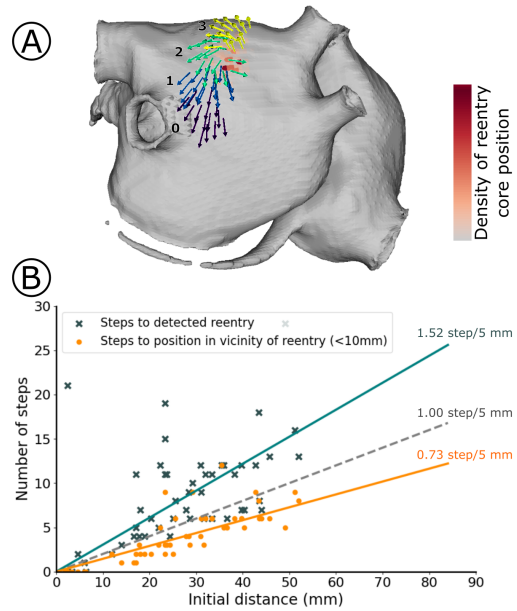 A
3
2
1
0
Density of reentry
core position
B
30
25
20
15
10
5
0
Number of steps
Steps to detected reentry
Steps to position in vicinity of reentry (<10mm)
1.52 step/5 mm
1.00 step/5 mm
0.73 step/5 mm
0 10 20 30 40 50 60 70 80 90
Initial distance (mm)